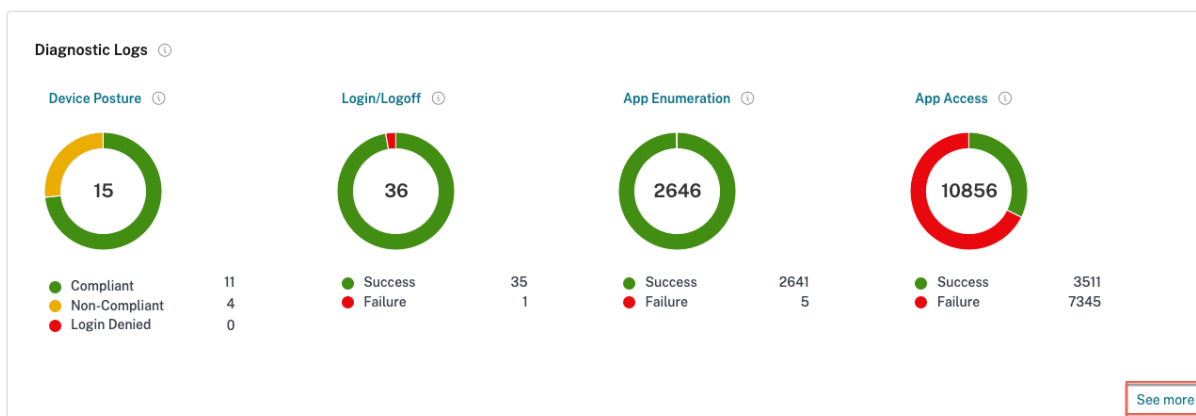 Diagnostic Logs
Device Posture
15
Compliant 11
Non-Compliant 4
Login Denied 0
Login/Logoff
36
Success 35
Failure 1
App Enumeration
2646
Success 2641
Failure 5
App Access
10856
Success 3511
Failure 7345
See more